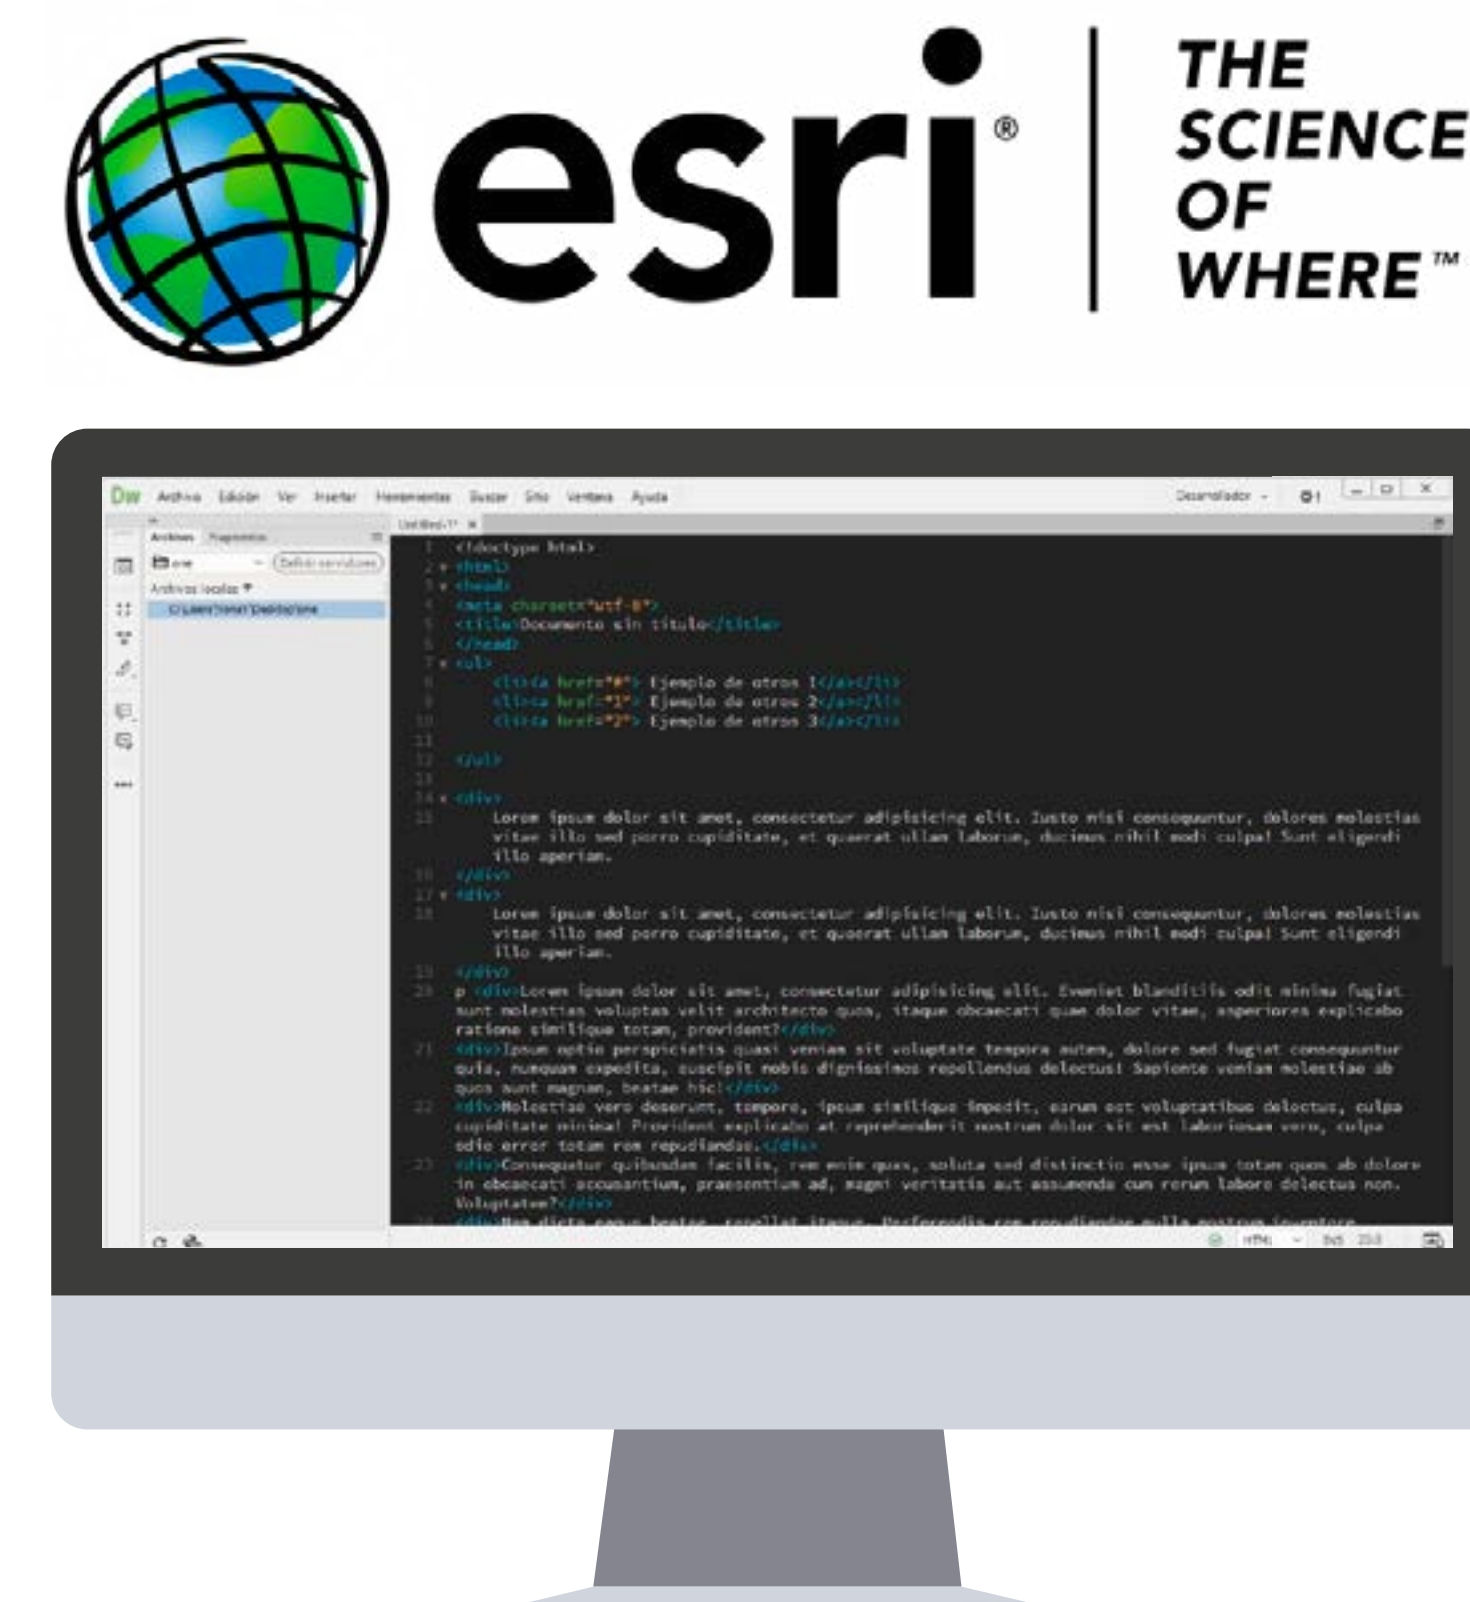 esri®
THE
SCIENCE
OF
WHERE™
Dw Archivo Edición Ver Insertar Herramientas Buscar Sitio Ventana Ayuda
Desarrollador
Archivos Fragmentos
one
Archivos locales
1 <!doctype html>
2 <html>
3 <head>
4 <meta charset="utf-8">
5 <title>Documento sin título</title>
6 </head>
7 <ul>
8 <li><a href="#"> Ejemplo de otros 1</a></li>
9 <li><a href="1"> Ejemplo de otros 2</a></li>
10 <li><a href="2"> Ejemplo de otros 3</a></li>
11
12 </ul>
13
14 <div>
15 Lorem ipsum dolor sit amet, consectetur adipisicing elit. Iusto nisi consequuntur, dolores molestias
vitae illo sed porro cupiditate, et quaerat ullam laborum, ducimus nihil modi culpa! Sunt eligendi
illo aperiam.
16 </div>
17 <div>
18 Lorem ipsum dolor sit amet, consectetur adipisicing elit. Iusto nisi consequuntur, dolores molestias
vitae illo sed porro cupiditate, et quaerat ullam laborum, ducimus nihil modi culpa! Sunt eligendi
illo aperiam.
19 </div>
20 p <div>Lorem ipsum dolor sit amet, consectetur adipisicing elit. Eveniet blanditiis odit minima fugiat
sunt molestias voluptas velit architecto quos, itaque obcaecati quae dolor vitae, asperiores explicabo
ratione similique totam, provident?</div>
21 <div>Ipsum optio perspiciatis quasi veniam sit voluptate tempora autem, dolore sed fugiat consequuntur
quia, numquam expedita, suscipit nobis dignissimos repellendus delectus! Sapiente veniam molestiae ab
quos sunt magnam, beatae hic!</div>
22 <div>Molestiae vero deserunt, tempore, ipsum similique impedit, earum est voluptatibus delectus, culpa
cupiditate minima! Provident explicabo at reprehenderit nostrum dolor sit est laboriosam vero, culpa
odio error totam rem repudiandae.</div>
23 <div>Consequatur quibusdam facilis, rem enim quas, soluta sed distinctio esse ipsum totam quos ab dolore
in obcaecati accusantium, praesentium ad, magni veritatis aut assumenda cum rerum labore delectus non.
Voluptatem?</div>